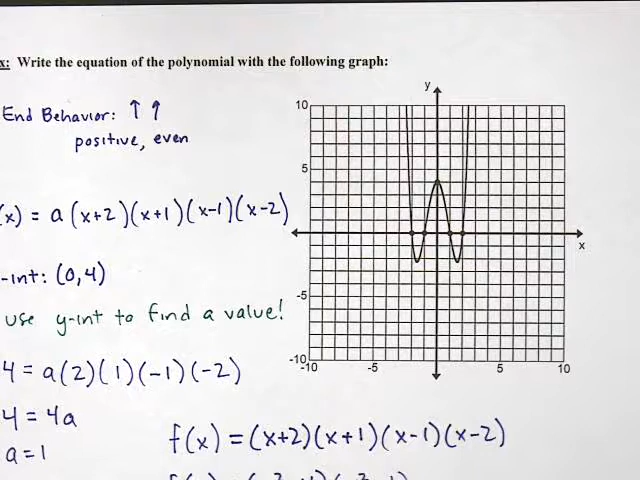 x: Write the equation of the polynomial with the following graph:
End Behavior: ↑ ↑
positive, even
(x) = a(x+2)(x+1)(x-1)(x-2)
-int: (0,4)
use y-int to find a value!
4 = a(2)(1)(-1)(-2)
4 = 4a
a = 1
y
10
5
x
-5
-10
-10 -5 5 10
f(x) = (x+2)(x+1)(x-1)(x-2)